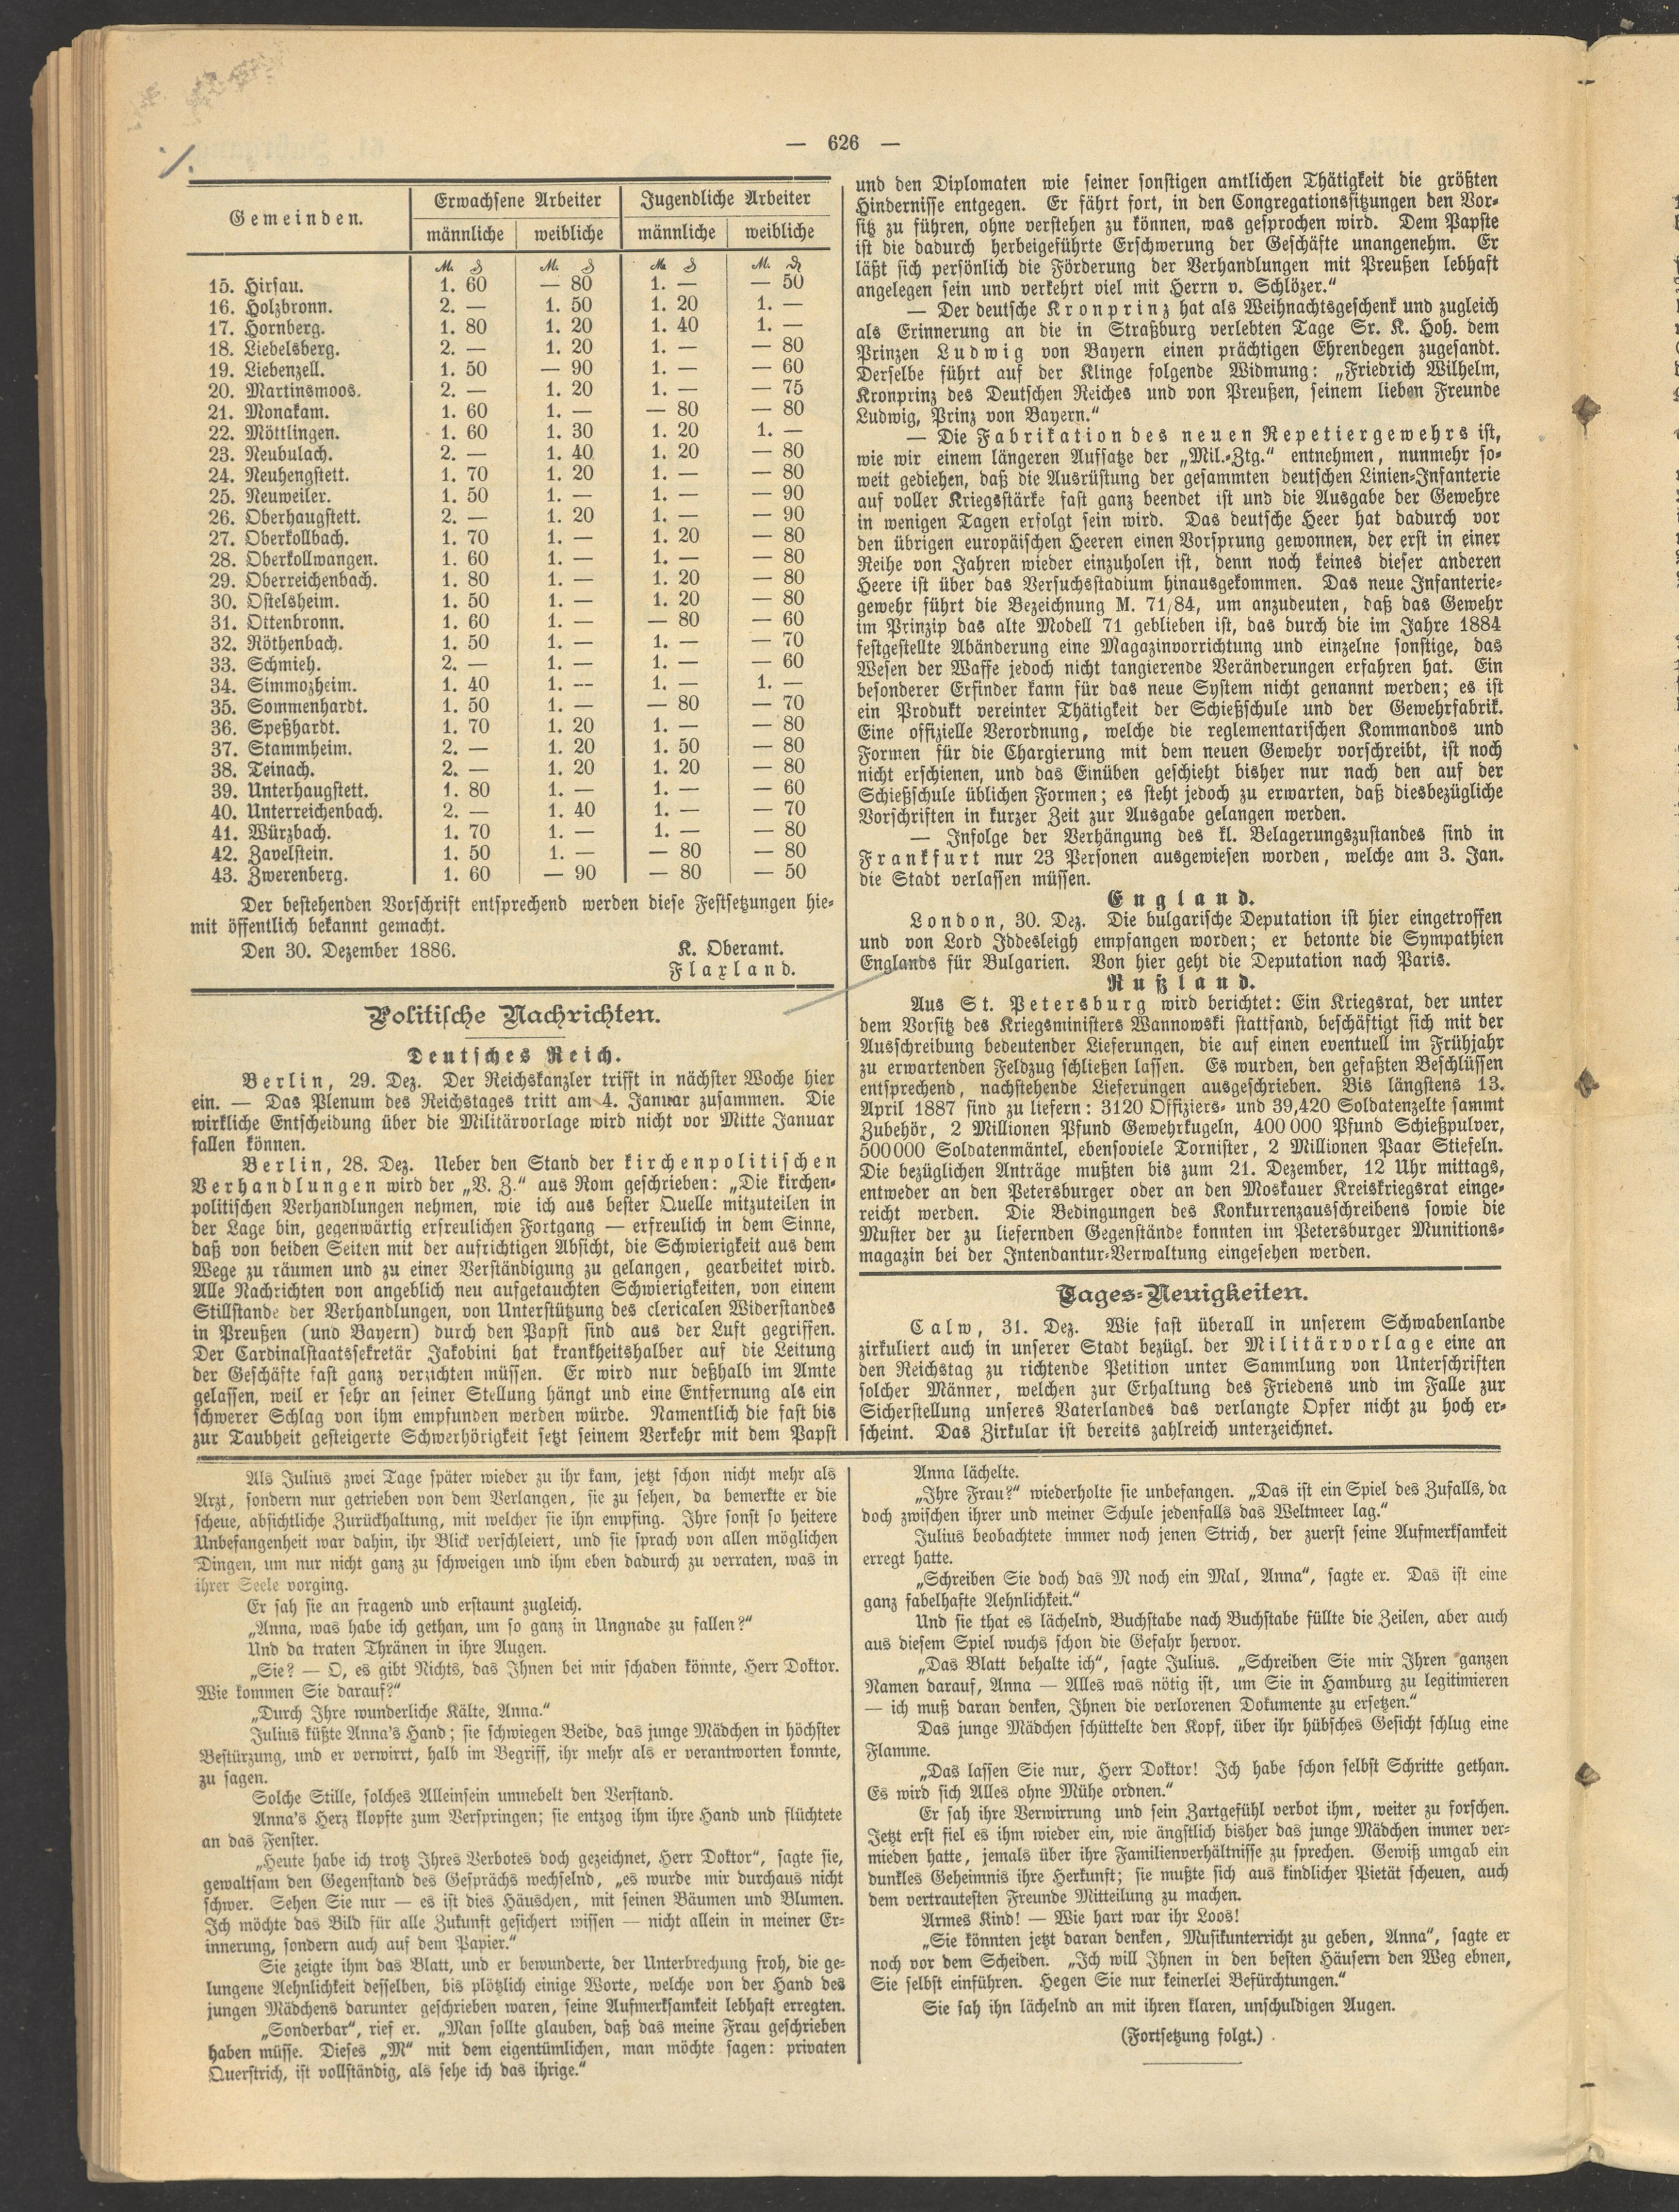 — 626 —
Gemeinden.
Erwachsene Arbeiter
Jugendliche Arbeiter
männliche
weibliche
männliche
weibliche
M. ₰ M. ₰ M. ₰ M. ₰
15. Hirsau. 1. 60 — 80 1. — — 50
16. Holzbronn. 2. — 1. 50 1. 20 1. —
17. Hornberg. 1. 80 1. 20 1. 40 1. —
18. Liebelsberg. 2. — 1. 20 1. — — 80
19. Liebenzell. 1. 50 — 90 1. — — 60
20. Martinsmoos. 2. — 1. 20 1. — — 75
21. Monakam. 1. 60 1. — — 80 — 80
22. Möttlingen. 1. 60 1. 30 1. 20 1. —
23. Neubulach. 2. — 1. 40 1. 20 — 80
24. Neuhengstett. 1. 70 1. 20 1. — — 80
25. Neuweiler. 1. 50 1. — 1. — — 90
26. Oberhaugstett. 2. — 1. 20 1. — — 90
27. Oberkollbach. 1. 70 1. — 1. 20 — 80
28. Oberkollwangen. 1. 60 1. — 1. — — 80
29. Oberreichenbach. 1. 80 1. — 1. 20 — 80
30. Ostelsheim. 1. 50 1. — 1. 20 — 80
31. Ottenbronn. 1. 60 1. — — 80 — 60
32. Röthenbach. 1. 50 1. — 1. — — 70
33. Schmieh. 2. — 1. — 1. — — 60
34. Simmozheim. 1. 40 1. — 1. — 1. —
35. Sommenhardt. 1. 50 1. — — 80 — 70
36. Speßhardt. 1. 70 1. 20 1. — — 80
37. Stammheim. 2. — 1. 20 1. 50 — 80
38. Teinach. 2. — 1. 20 1. 20 — 80
39. Unterhaugstett. 1. 80 1. — 1. — — 60
40. Unterreichenbach. 2. — 1. 40 1. — — 70
41. Würzbach. 1. 70 1. — 1. — — 80
42. Zavelstein. 1. 50 1. — — 80 — 80
43. Zwerenberg. 1. 60 — 90 — 80 — 50
Der bestehenden Vorschrift entsprechend werden diese Festsetzungen hie-
mit öffentlich bekannt gemacht.
Den 30. Dezember 1886. K. Oberamt.
Flaxland.
Politische Nachrichten.
Deutsches Reich.
Berlin, 29. Dez. Der Reichskanzler trifft in nächster Woche hier
ein. — Das Plenum des Reichstages tritt am 4. Januar zusammen. Die
wirkliche Entscheidung über die Militärvorlage wird nicht vor Mitte Januar
fallen können.
Berlin, 28. Dez. Ueber den Stand der kirchenpolitischen
Verhandlungen wird der „V. Z.“ aus Rom geschrieben: „Die kirchen-
politischen Verhandlungen nehmen, wie ich aus bester Quelle mitzuteilen in
der Lage bin, gegenwärtig erfreulichen Fortgang — erfreulich in dem Sinne,
daß von beiden Seiten mit der aufrichtigen Absicht, die Schwierigkeit aus dem
Wege zu räumen und zu einer Verständigung zu gelangen, gearbeitet wird.
Alle Nachrichten von angeblich neu aufgetauchten Schwierigkeiten, von einem
Stillstande der Verhandlungen, von Unterstützung des clericalen Widerstandes
in Preußen (und Bayern) durch den Papst sind aus der Luft gegriffen.
Der Cardinalstaatssekretär Jakobini hat krankheitshalber auf die Leitung
der Geschäfte fast ganz verzichten müssen. Er wird nur deßhalb im Amte
gelassen, weil er sehr an seiner Stellung hängt und eine Entfernung als ein
schwerer Schlag von ihm empfunden werden würde. Namentlich die fast bis
zur Taubheit gesteigerte Schwerhörigkeit setzt seinem Verkehr mit dem Papst
und den Diplomaten wie seiner sonstigen amtlichen Thätigkeit die größten
Hindernisse entgegen. Er fährt fort, in den Congregationssitzungen den Vor-
sitz zu führen, ohne verstehen zu können, was gesprochen wird. Dem Papste
ist die dadurch herbeigeführte Erschwerung der Geschäfte unangenehm. Er
läßt sich persönlich die Förderung der Verhandlungen mit Preußen lebhaft
angelegen sein und verkehrt viel mit Herrn v. Schlözer.“
— Der deutsche Kronprinz hat als Weihnachtsgeschenk und zugleich
als Erinnerung an die in Straßburg verlebten Tage Sr. K. Hoh. dem
Prinzen Ludwig von Bayern einen prächtigen Ehrendegen zugesandt.
Derselbe führt auf der Klinge folgende Widmung: „Friedrich Wilhelm,
Kronprinz des Deutschen Reiches und von Preußen, seinem lieben Freunde
Ludwig, Prinz von Bayern.“
— Die Fabrikation des neuen Repetiergewehrs ist,
wie wir einem längeren Aufsatze der „Mil.-Ztg.“ entnehmen, nunmehr so-
weit gediehen, daß die Ausrüstung der gesammten deutschen Linien-Infanterie
auf voller Kriegsstärke fast ganz beendet ist und die Ausgabe der Gewehre
in wenigen Tagen erfolgt sein wird. Das deutsche Heer hat dadurch vor
den übrigen europäischen Heeren einen Vorsprung gewonnen, der erst in einer
Reihe von Jahren wieder einzuholen ist, denn noch keines dieser anderen
Heere ist über das Versuchsstadium hinausgekommen. Das neue Infanterie-
gewehr führt die Bezeichnung M. 71/84, um anzudeuten, daß das Gewehr
im Prinzip das alte Modell 71 geblieben ist, das durch die im Jahre 1884
festgestellte Abänderung eine Magazinvorrichtung und einzelne sonstige, das
Wesen der Waffe jedoch nicht tangierende Veränderungen erfahren hat. Ein
besonderer Erfinder kann für das neue System nicht genannt werden; es ist
ein Produkt vereinter Thätigkeit der Schießschule und der Gewehrfabrik.
Eine offizielle Verordnung, welche die reglementarischen Kommandos und
Formen für die Chargierung mit dem neuen Gewehr vorschreibt, ist noch
nicht erschienen, und das Einüben geschieht bisher nur nach den auf der
Schießschule üblichen Formen; es steht jedoch zu erwarten, daß diesbezügliche
Vorschriften in kurzer Zeit zur Ausgabe gelangen werden.
— Infolge der Verhängung des kl. Belagerungszustandes sind in
Frankfurt nur 23 Personen ausgewiesen worden, welche am 3. Jan.
die Stadt verlassen müssen.
England.
London, 30. Dez. Die bulgarische Deputation ist hier eingetroffen
und von Lord Iddesleigh empfangen worden; er betonte die Sympathien
Englands für Bulgarien. Von hier geht die Deputation nach Paris.
Rußland.
Aus St. Petersburg wird berichtet: Ein Kriegsrat, der unter
dem Vorsitz des Kriegsministers Wannowski stattfand, beschäftigt sich mit der
Ausschreibung bedeutender Lieferungen, die auf einen eventuell im Frühjahr
zu erwartenden Feldzug schließen lassen. Es wurden, den gefaßten Beschlüssen
entsprechend, nachstehende Lieferungen ausgeschrieben. Bis längstens 13.
April 1887 sind zu liefern: 3120 Offiziers- und 39,420 Soldatenzelte sammt
Zubehör, 2 Millionen Pfund Gewehrkugeln, 400 000 Pfund Schießpulver,
500 000 Soldatenmäntel, ebensoviele Tornister, 2 Millionen Paar Stiefeln.
Die bezüglichen Anträge mußten bis zum 21. Dezember, 12 Uhr mittags,
entweder an den Petersburger oder an den Moskauer Kreiskriegsrat einge-
reicht werden. Die Bedingungen des Konkurrenzausschreibens sowie die
Muster der zu liefernden Gegenstände konnten im Petersburger Munitions-
magazin bei der Intendantur-Verwaltung eingesehen werden.
Tages-Neuigkeiten.
Calw, 31. Dez. Wie fast überall in unserem Schwabenlande
zirkuliert auch in unserer Stadt bezügl. der Militärvorlage eine an
den Reichstag zu richtende Petition unter Sammlung von Unterschriften
solcher Männer, welchen zur Erhaltung des Friedens und im Falle zur
Sicherstellung unseres Vaterlandes das verlangte Opfer nicht zu hoch er-
scheint. Das Zirkular ist bereits zahlreich unterzeichnet.
Als Julius zwei Tage später wieder zu ihr kam, jetzt schon nicht mehr als
Arzt, sondern nur getrieben von dem Verlangen, sie zu sehen, da bemerkte er die
scheue, absichtliche Zurückhaltung, mit welcher sie ihn empfing. Ihre sonst so heitere
Unbefangenheit war dahin, ihr Blick verschleiert, und sie sprach von allen möglichen
Dingen, um nur nicht ganz zu schweigen und ihm eben dadurch zu verraten, was in
ihrer Seele vorging.
Er sah sie an fragend und erstaunt zugleich.
„Anna, was habe ich gethan, um so ganz in Ungnade zu fallen?“
Und da traten Thränen in ihre Augen.
„Sie? — O, es gibt Nichts, das Ihnen bei mir schaden könnte, Herr Doktor.
Wie kommen Sie darauf?“
„Durch Ihre wunderliche Kälte, Anna.“
Julius küßte Anna's Hand; sie schwiegen Beide, das junge Mädchen in höchster
Bestürzung, und er verwirrt, halb im Begriff, ihr mehr als er verantworten konnte,
zu sagen.
Solche Stille, solches Alleinsein umnebelt den Verstand.
Anna's Herz klopfte zum Verspringen; sie entzog ihm ihre Hand und flüchtete
an das Fenster.
„Heute habe ich trotz Ihres Verbotes doch gezeichnet, Herr Doktor“, sagte sie,
gewaltsam den Gegenstand des Gesprächs wechselnd, „es wurde mir durchaus nicht
schwer. Sehen Sie nur — es ist dies Häuschen, mit seinen Bäumen und Blumen.
Ich möchte das Bild für alle Zukunft gesichert wissen — nicht allein in meiner Er-
innerung, sondern auch auf dem Papier.“
Sie zeigte ihm das Blatt, und er bewunderte, der Unterbrechung froh, die ge-
lungene Aehnlichkeit desselben, bis plötzlich einige Worte, welche von der Hand des
jungen Mädchens darunter geschrieben waren, seine Aufmerksamkeit lebhaft erregten.
„Sonderbar“, rief er. „Man sollte glauben, daß das meine Frau geschrieben
haben müsse. Dieses „M“ mit dem eigentümlichen, man möchte sagen: privaten
Querstrich, ist vollständig, als sehe ich das ihrige.“
Anna lächelte.
„Ihre Frau?“ wiederholte sie unbefangen. „Das ist ein Spiel des Zufalls, da
doch zwischen ihrer und meiner Schule jedenfalls das Weltmeer lag.“
Julius beobachtete immer noch jenen Strich, der zuerst seine Aufmerksamkeit
erregt hatte.
„Schreiben Sie doch das M noch ein Mal, Anna“, sagte er. Das ist eine
ganz fabelhafte Aehnlichkeit.“
Und sie that es lächelnd, Buchstabe nach Buchstabe füllte die Zeilen, aber auch
aus diesem Spiel wuchs schon die Gefahr hervor.
„Das Blatt behalte ich“, sagte Julius. „Schreiben Sie mir Ihren ganzen
Namen darauf, Anna — Alles was nötig ist, um Sie in Hamburg zu legitimieren
— ich muß daran denken, Ihnen die verlorenen Dokumente zu ersetzen.“
Das junge Mädchen schüttelte den Kopf, über ihr hübsches Gesicht schlug eine
Flamme.
„Das lassen Sie nur, Herr Doktor! Ich habe schon selbst Schritte gethan.
Es wird sich Alles ohne Mühe ordnen.“
Er sah ihre Verwirrung und sein Zartgefühl verbot ihm, weiter zu forschen.
Jetzt erst fiel es ihm wieder ein, wie ängstlich bisher das junge Mädchen immer ver-
mieden hatte, jemals über ihre Familienverhältnisse zu sprechen. Gewiß umgab ein
dunkles Geheimnis ihre Herkunft; sie mußte sich aus kindlicher Pietät scheuen, auch
dem vertrautesten Freunde Mitteilung zu machen.
Armes Kind! — Wie hart war ihr Loos!
„Sie könnten jetzt daran denken, Musikunterricht zu geben, Anna“, sagte er
noch vor dem Scheiden. „Ich will Ihnen in den besten Häusern den Weg ebnen,
Sie selbst einführen. Hegen Sie nur keinerlei Befürchtungen.“
Sie sah ihn lächelnd an mit ihren klaren, unschuldigen Augen.
(Fortsetzung folgt.)